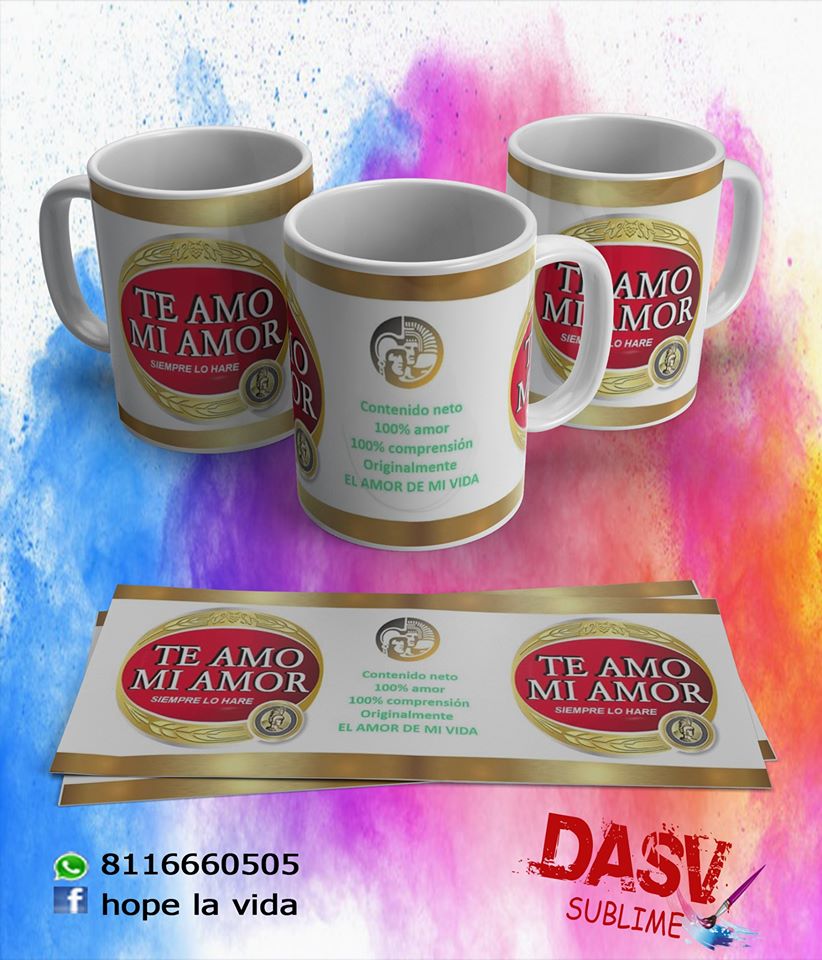 TE AMO
MI AMOR
SIEMPRE LO HARE
O
OR
Contenido neto
100% amor
100% comprensión
Originalmente
EL AMOR DE MI VIDA
T
M
TE AMO
MI AMOR
SIEM LO HARE
TE AMO
MI AMOR
SIEMPRE LO HARE
Contenido neto
100% amor
100% comprensión
Originalmente
EL AMOR DE MI VIDA
TE AMO
MI AMOR
SIEMPRE LO HARE
8116660505
hope la vida
DASV
SUBLIME